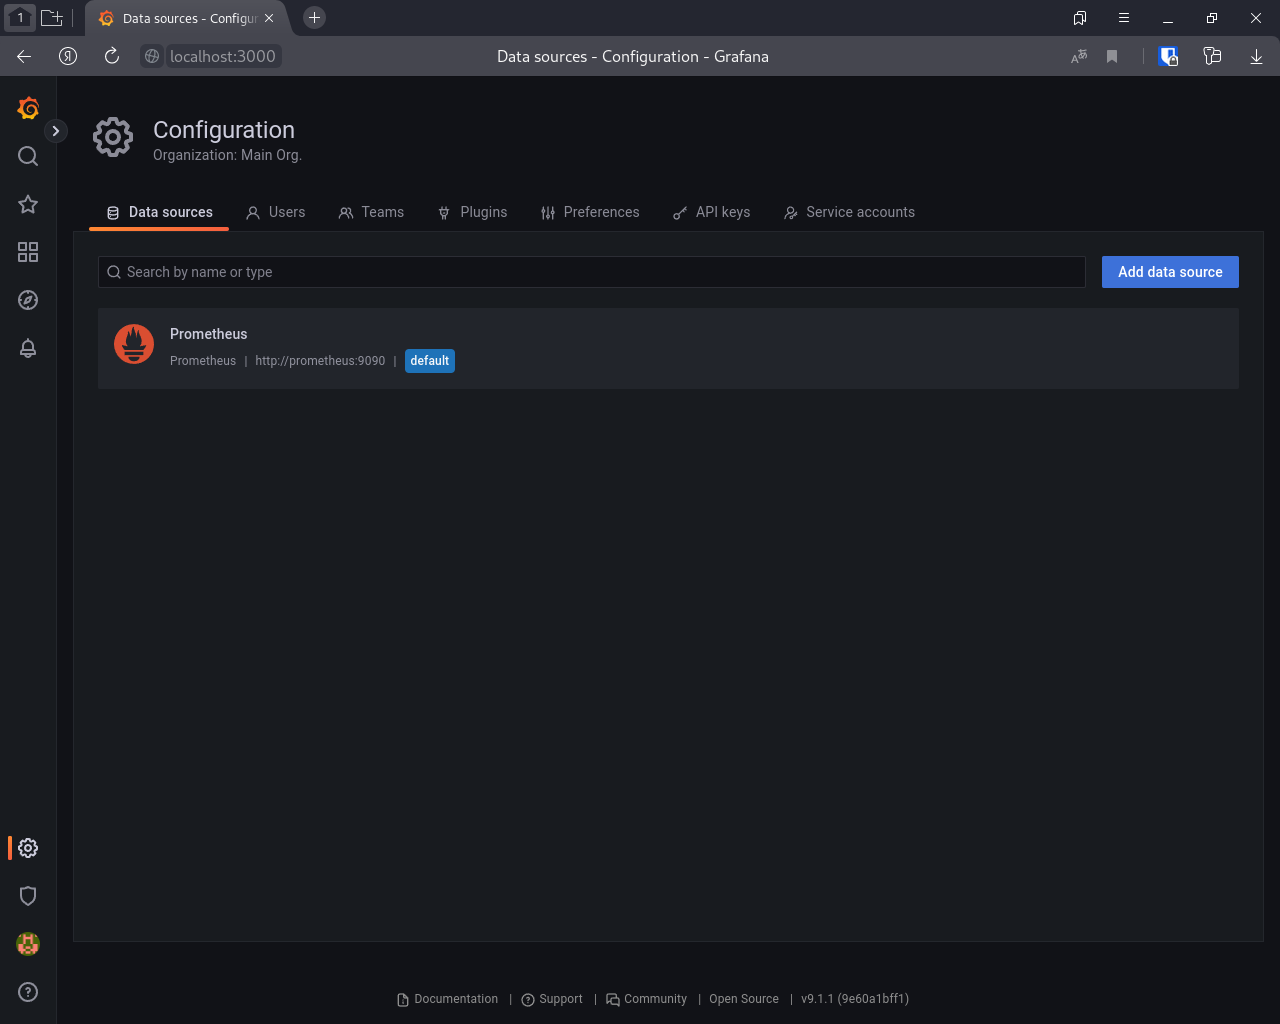 1
Data sources - Configur
Я
localhost:3000
Data sources - Configuration - Grafana
Configuration
Organization: Main Org.
Data sources
Users
Teams
Plugins
Preferences
API keys
Service accounts
Search by name or type
Add data source
Prometheus
Prometheus | http://prometheus:9090 | default
Documentation | Support | Community | Open Source | v9.1.1 (9e60a1bff1)